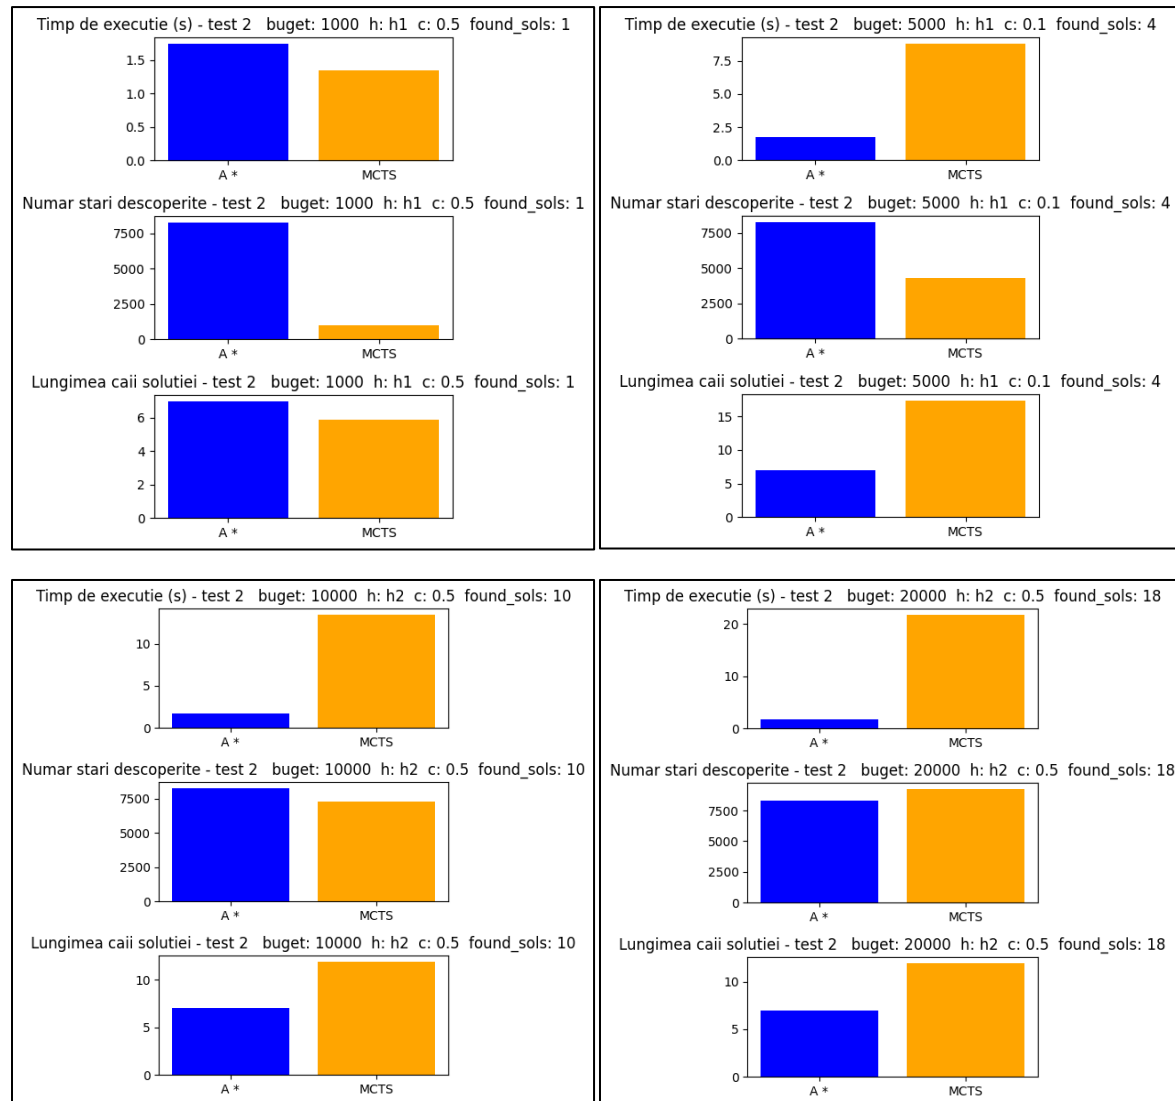 Timp de executie (s) - test 2   buget: 1000  h: h1  c: 0.5  found_sols: 1
1.5
1.0
0.5
0.0
A *
MCTS
Numar stari descoperite - test 2   buget: 1000  h: h1  c: 0.5  found_sols: 1
7500
5000
2500
0
A *
MCTS
Lungimea caii solutiei - test 2   buget: 1000  h: h1  c: 0.5  found_sols: 1
6
4
2
0
A *
MCTS
Timp de executie (s) - test 2   buget: 5000  h: h1  c: 0.1  found_sols: 4
7.5
5.0
2.5
0.0
A *
MCTS
Numar stari descoperite - test 2   buget: 5000  h: h1  c: 0.1  found_sols: 4
7500
5000
2500
0
A *
MCTS
Lungimea caii solutiei - test 2   buget: 5000  h: h1  c: 0.1  found_sols: 4
15
10
5
0
A *
MCTS
Timp de executie (s) - test 2   buget: 10000  h: h2  c: 0.5  found_sols: 10
10
5
0
A *
MCTS
Numar stari descoperite - test 2   buget: 10000  h: h2  c: 0.5  found_sols: 10
7500
5000
2500
0
A *
MCTS
Lungimea caii solutiei - test 2   buget: 10000  h: h2  c: 0.5  found_sols: 10
10
5
0
A *
MCTS
Timp de executie (s) - test 2   buget: 20000  h: h2  c: 0.5  found_sols: 18
20
10
0
A *
MCTS
Numar stari descoperite - test 2   buget: 20000  h: h2  c: 0.5  found_sols: 18
7500
5000
2500
0
A *
MCTS
Lungimea caii solutiei - test 2   buget: 20000  h: h2  c: 0.5  found_sols: 18
10
5
0
A *
MCTS